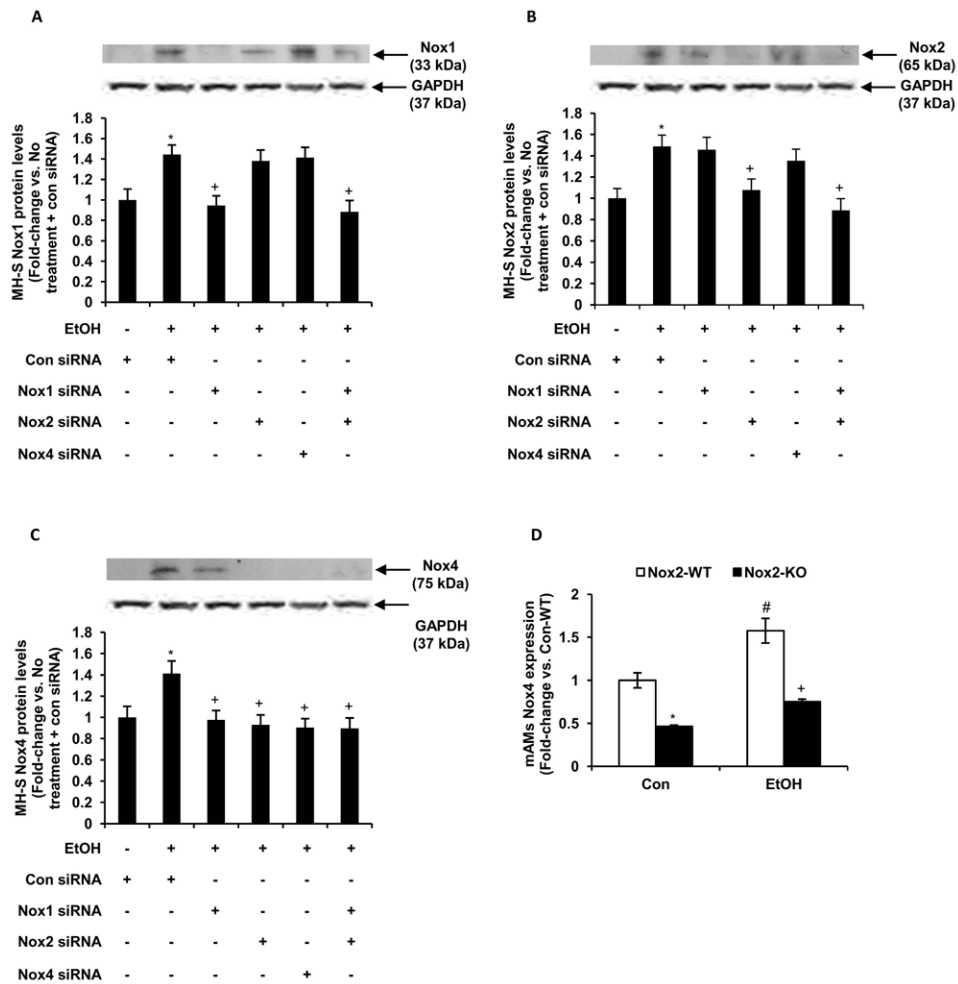 A
Nox1
(33 kDa)
GAPDH
(37 kDa)
MH-S Nox1 protein levels
(Fold-change vs. No
treatment + con siRNA)
1.8
1.6
1.4
1.2
1
0.8
0.6
0.4
0.2
0
*
+
+
EtOH - + + + + +
Con siRNA + + - - - -
Nox1 siRNA - - + - - +
Nox2 siRNA - - - + - +
Nox4 siRNA - - - - + -
B
Nox2
(65 kDa)
GAPDH
(37 kDa)
MH-S Nox2 protein levels
(Fold-change vs. No
treatment + con siRNA)
1.8
1.6
1.4
1.2
1
0.8
0.6
0.4
0.2
0
*
+
+
EtOH - + + + + +
Con siRNA + + - - - -
Nox1 siRNA - - + - - +
Nox2 siRNA - - - + - +
Nox4 siRNA - - - - + -
C
Nox4
(75 kDa)
GAPDH
(37 kDa)
MH-S Nox4 protein levels
(Fold-change vs. No
treatment + con siRNA)
1.8
1.6
1.4
1.2
1
0.8
0.6
0.4
0.2
0
*
+ + + +
EtOH - + + + + +
Con siRNA + + - - - -
Nox1 siRNA - - + - - +
Nox2 siRNA - - - + - +
Nox4 siRNA - - - - + -
D
Nox2-WT Nox2-KO
mAMs Nox4 expression
(Fold-change vs. Con-WT)
2
1.5
1
0.5
0
*
#
+
Con EtOH